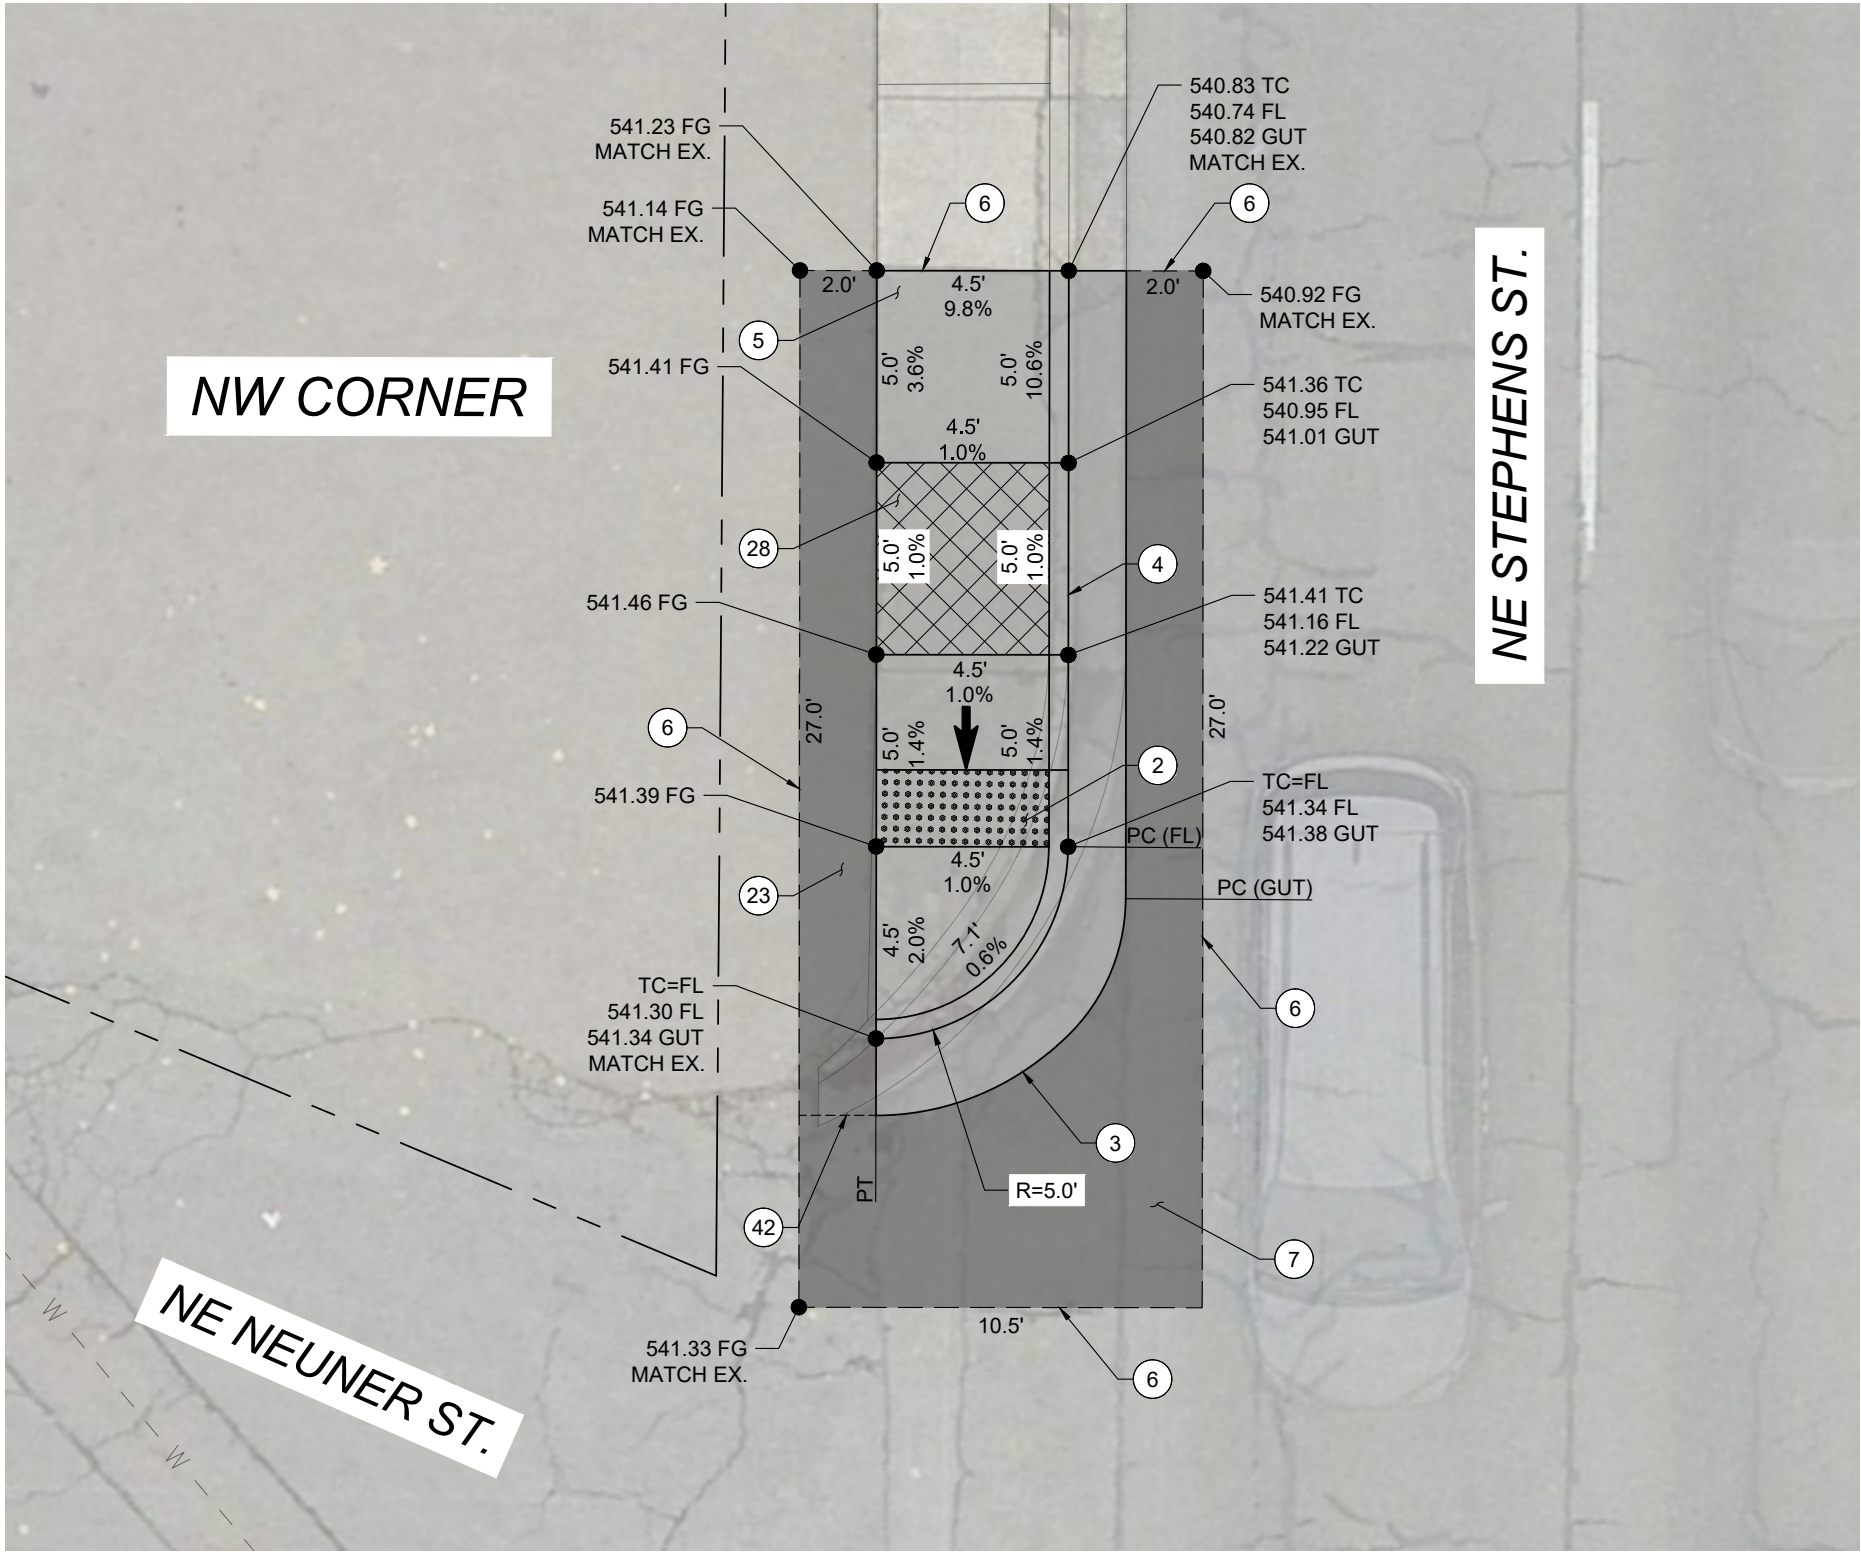 540.83 TC
540.74 FL
540.82 GUT
MATCH EX.
541.23 FG
MATCH EX.
541.14 FG
MATCH EX.
6
6
2.0'
4.5'
9.8%
2.0'
540.92 FG
MATCH EX.
5
NW CORNER
541.41 FG
5.0'
3.6%
5.0'
10.6%
541.36 TC
540.95 FL
541.01 GUT
NE STEPHENS ST.
4.5'
1.0%
28
5.0'
1.0%
5.0'
1.0%
4
541.46 FG
541.41 TC
541.16 FL
541.22 GUT
4.5'
1.0%
6
27.0'
5.0'
1.4%
5.0'
1.4%
27.0'
2
541.39 FG
TC=FL
541.34 FL
541.38 GUT
PC (FL)
4.5'
1.0%
PC (GUT)
23
4.5'
2.0%
7.1'
0.6%
TC=FL
541.30 FL
541.34 GUT
MATCH EX.
6
3
PT
R=5.0'
42
7
NE NEUNER ST.
W
W
10.5'
541.33 FG
MATCH EX.
6